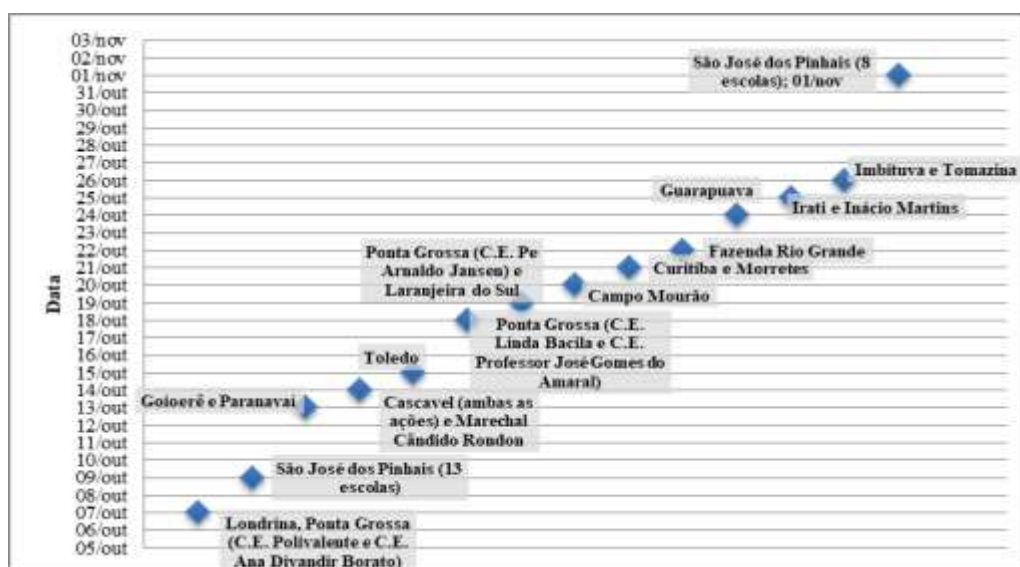 03/nov
02/nov
01/nov
31/out
30/out
29/out
28/out
27/out
26/out
25/out
24/out
22/out
21/out
20/out
19/out
18/out
17/out
16/out
15/out
14/out
13/out
12/out
11/out
10/out
09/out
08/out
07/out
06/out
05/out
Data
São José dos Pinhais (8
escolas); 01/nov
Imbituva e Tomazina
Guarapuava
Irati e Inácio Martins
Fazenda Rio Grande
Curitiba e Morretes
Ponta Grossa (C.E. Pe
Arnaldo Jansen) e
Laranjeira do Sul
Campo Mourão
Ponta Grossa (C.E.
Linda Bacila e C.E.
Professor José Gomes do
Amaral)
Toledo
Goioerê e Paranavaí
Cascavel (ambas as
ações) e Marechal
Cândido Rondon
São José dos Pinhais (13
escolas)
Londrina, Ponta Grossa
(C.E. Polivalente e C.E.
Ana Divandir Borato)